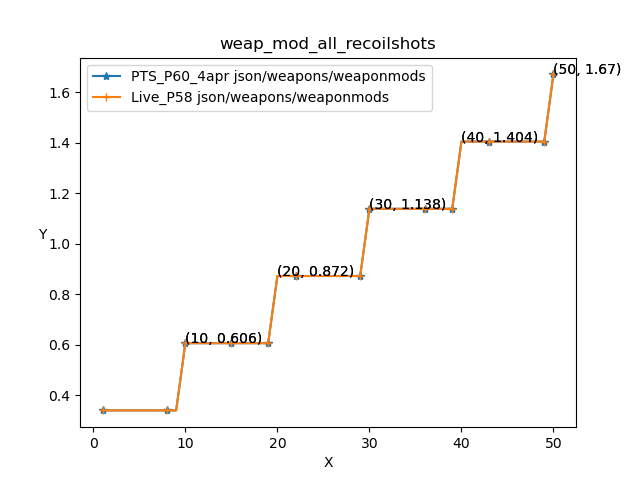 weap_mod_all_recoilshots
PTS_P60_4apr json/weapons/weaponmods
Live_P58 json/weapons/weaponmods
(50, 1.67)
1.6
(40, 1.404)
1.4
(30, 1.138)
1.2
Y
1.0
(20, 0.872)
0.8
(10, 0.606)
0.6
0.4
0 10 20 30 40 50
X